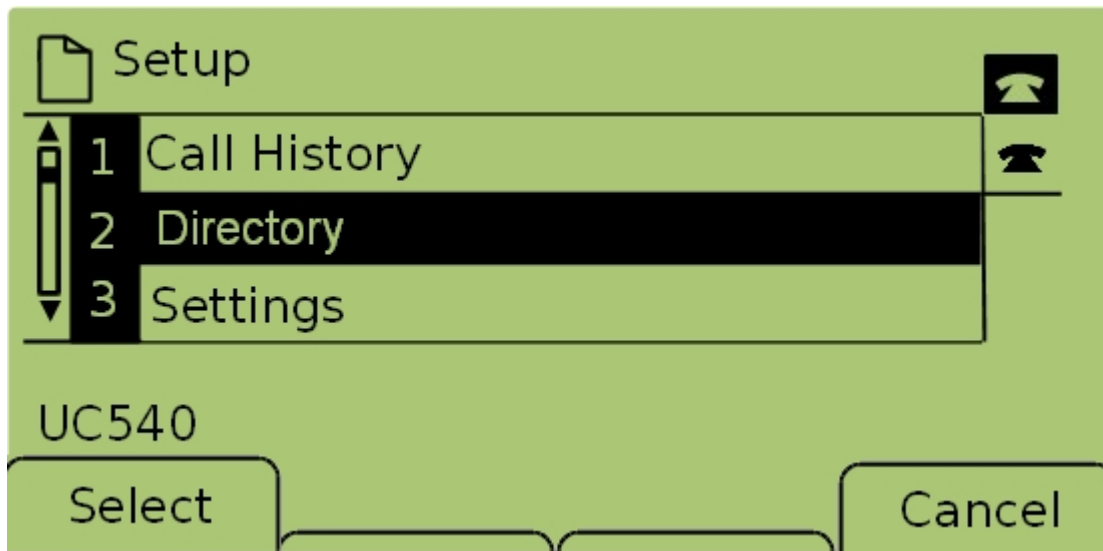 Setup
1 Call History
2 Directory
3 Settings
UC540
Select Cancel